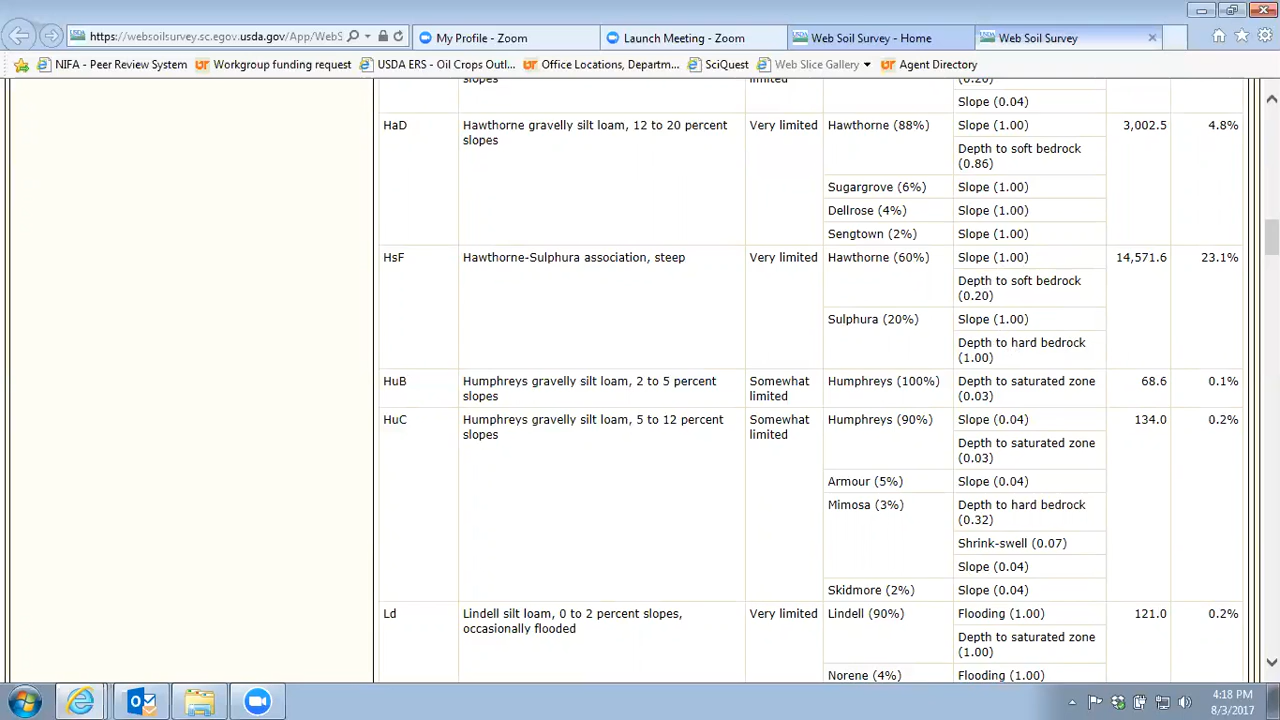 https://websoilsurvey.sc.egov.usda.gov/App/WebS
My Profile - Zoom
Launch Meeting - Zoom
Web Soil Survey - Home
Web Soil Survey
NIFA - Peer Review System
Workgroup funding request
USDA ERS - Oil Crops Outl...
Office Locations, Departm...
SciQuest
Web Slice Gallery
Agent Directory
slopes
limited
(0.20)
Slope (0.04)
HaD
Hawthorne gravelly silt loam, 12 to 20 percent
slopes
Very limited
Hawthorne (88%)
Slope (1.00)
3,002.5
4.8%
Depth to soft bedrock
(0.86)
Sugargrove (6%)
Slope (1.00)
Dellrose (4%)
Slope (1.00)
Sengtown (2%)
Slope (1.00)
HsF
Hawthorne-Sulphura association, steep
Very limited
Hawthorne (60%)
Slope (1.00)
14,571.6
23.1%
Depth to soft bedrock
(0.20)
Sulphura (20%)
Slope (1.00)
Depth to hard bedrock
(1.00)
HuB
Humphreys gravelly silt loam, 2 to 5 percent
slopes
Somewhat
limited
Humphreys (100%)
Depth to saturated zone
(0.03)
68.6
0.1%
HuC
Humphreys gravelly silt loam, 5 to 12 percent
slopes
Somewhat
limited
Humphreys (90%)
Slope (0.04)
134.0
0.2%
Depth to saturated zone
(0.03)
Armour (5%)
Slope (0.04)
Mimosa (3%)
Depth to hard bedrock
(0.32)
Shrink-swell (0.07)
Slope (0.04)
Skidmore (2%)
Slope (0.04)
Ld
Lindell silt loam, 0 to 2 percent slopes,
occasionally flooded
Very limited
Lindell (90%)
Flooding (1.00)
121.0
0.2%
Depth to saturated zone
(1.00)
Norene (4%)
Flooding (1.00)
4:18 PM
8/3/2017